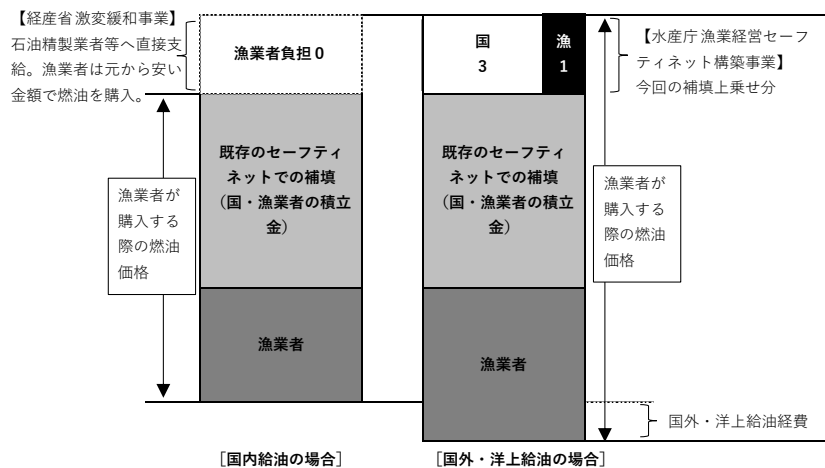 【経産省 激変緩和事業】
石油精製業者等へ直接支
給。漁業者は元から安い
金額で燃油を購入。
漁業者負担０
国
3
漁
1
【水産庁 漁業経営セーフ
ティネット構築事業】
今回の補填上乗せ分
既存のセーフティ
ネットでの補填
（国・漁業者の積立
金）
既存のセーフティ
ネットでの補填
（国・漁業者の積立
金）
漁業者が
購入する
際の燃油
価格
漁業者が
購入する
際の燃油
価格
漁業者
漁業者
国外・洋上給油経費
［国内給油の場合］
［国外・洋上給油の場合］